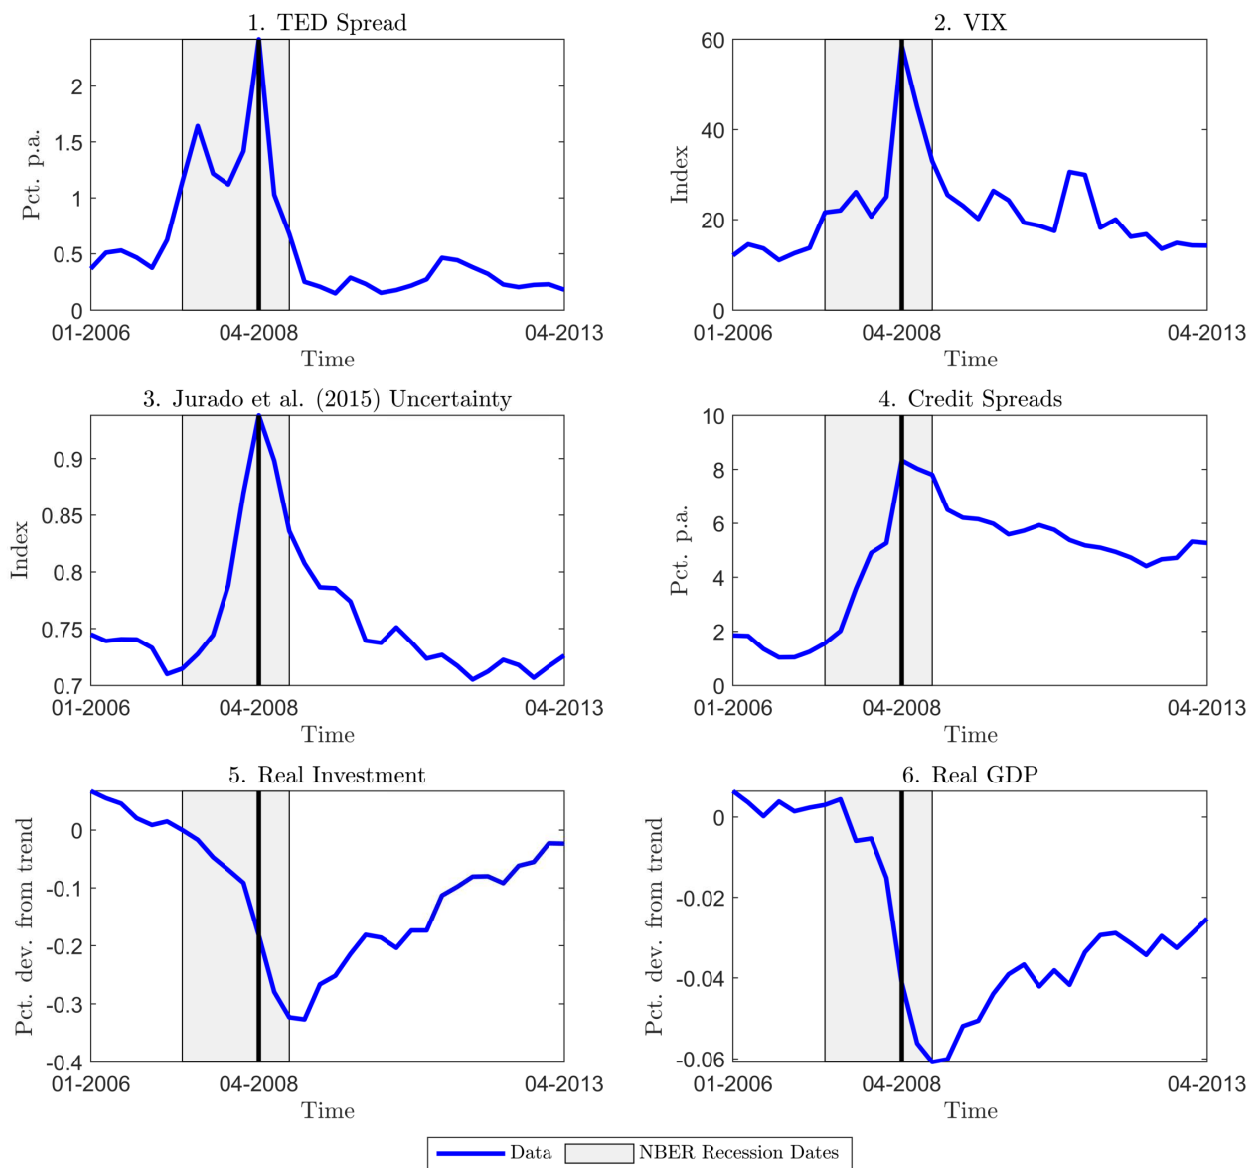 1. TED Spread
Pct. p.a.
2
1.5
1
0.5
0
01-2006
04-2008
04-2013
Time
2. VIX
Index
60
40
20
0
01-2006
04-2008
04-2013
Time
3. Jurado et al. (2015) Uncertainty
Index
0.9
0.85
0.8
0.75
0.7
01-2006
04-2008
04-2013
Time
4. Credit Spreads
Pct. p.a.
10
8
6
4
2
0
01-2006
04-2008
04-2013
Time
5. Real Investment
Pct. dev. from trend
0
-0.1
-0.2
-0.3
-0.4
01-2006
04-2008
04-2013
Time
6. Real GDP
Pct. dev. from trend
0
-0.02
-0.04
-0.06
01-2006
04-2008
04-2013
Time
Data
NBER Recession Dates